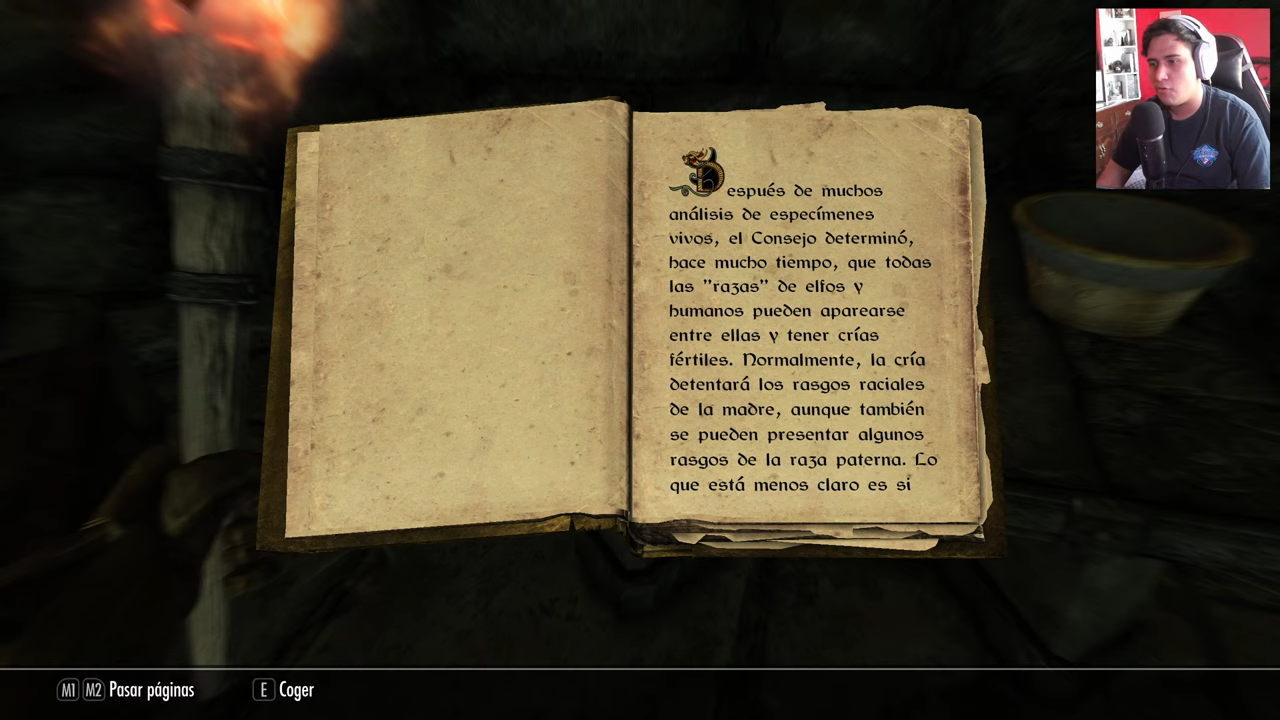 Después de muchos
análisis de especímenes
vivos, el Consejo determinó,
hace mucho tiempo, que todas
las "razas" de elfos y
humanos pueden aparearse
entre ellas y tener crías
fértiles. Normalmente, la cría
detentará los rasgos raciales
de la madre, aunque también
se pueden presentar algunos
rasgos de la raza paterna. Lo
que está menos claro es si
M1 M2 Pasar páginas E Coger